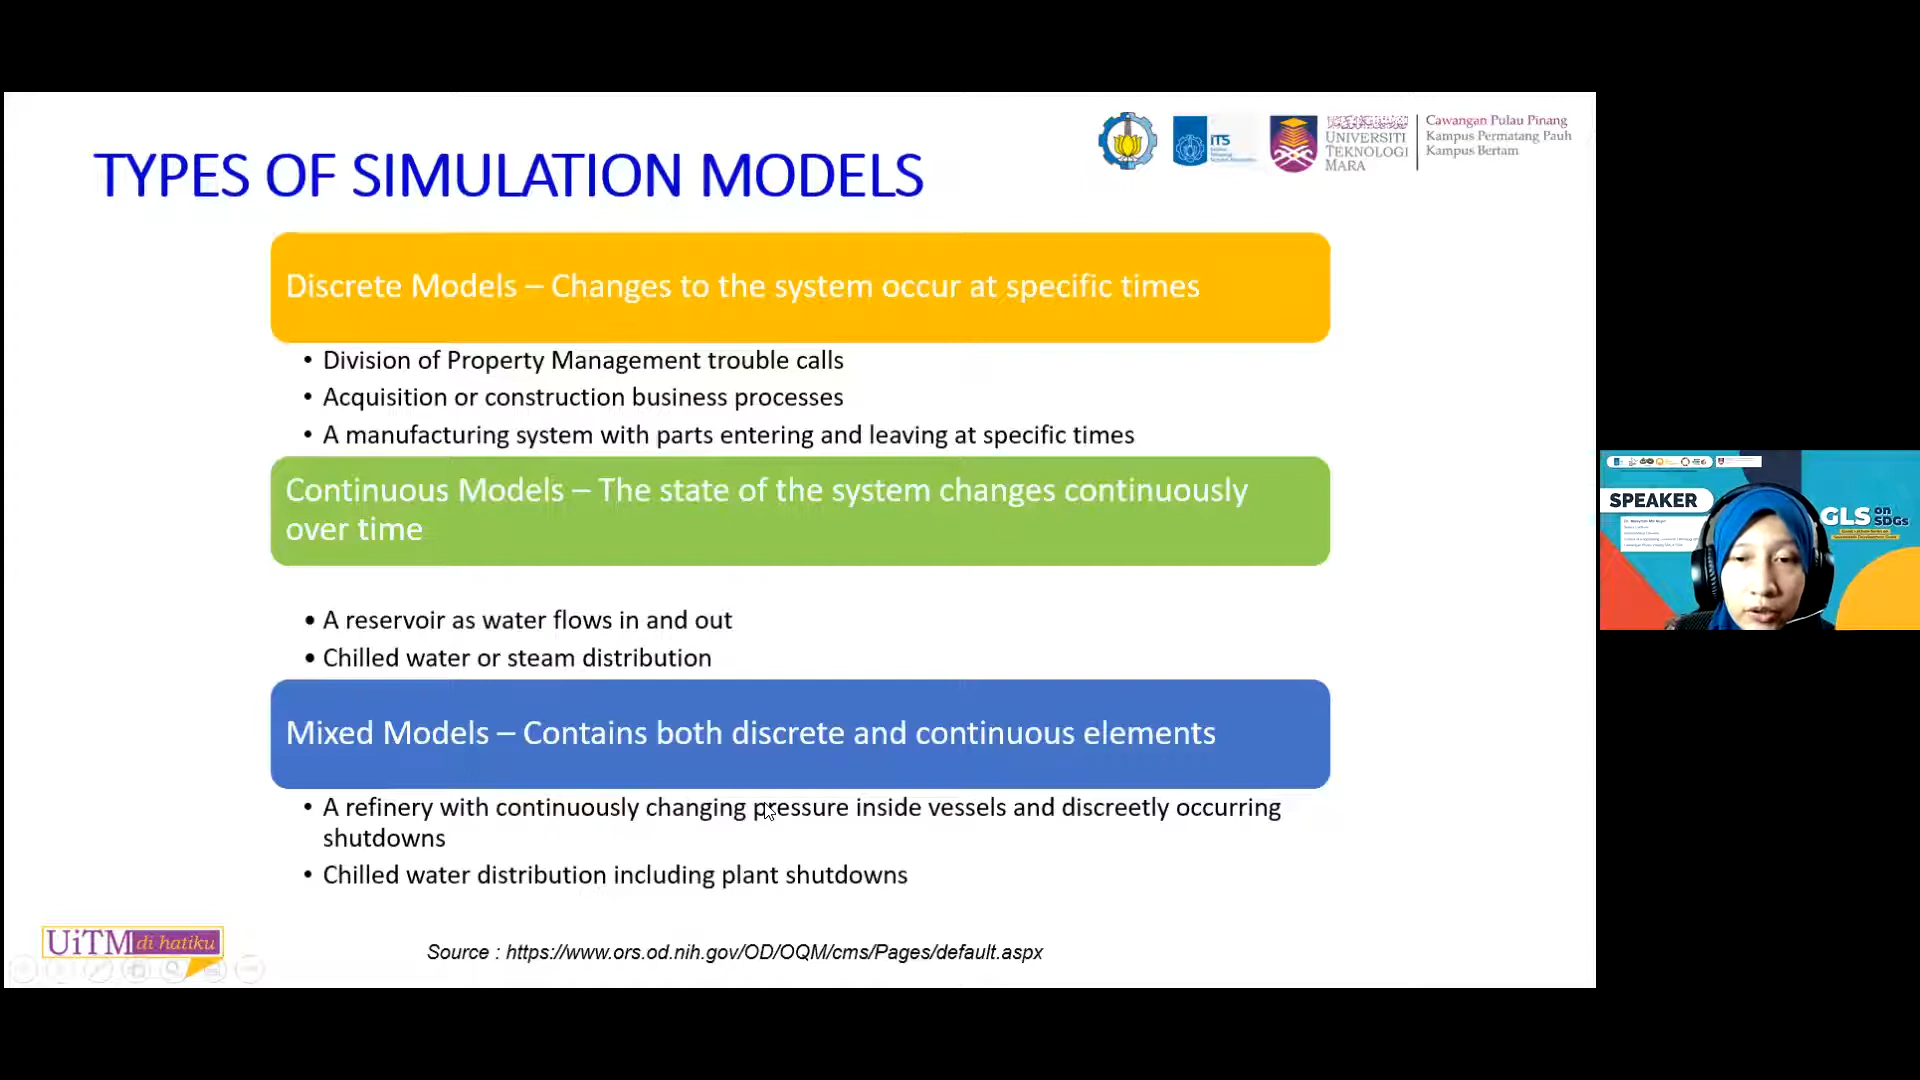 TYPES OF SIMULATION MODELS
iTS
UNIVERSITI
TEKNOLOGI
MARA
Cawangan Pulau Pinang
Kampus Permatang Pauh
Kampus Bertam
Discrete Models – Changes to the system occur at specific times
• Division of Property Management trouble calls
• Acquisition or construction business processes
• A manufacturing system with parts entering and leaving at specific times
Continuous Models – The state of the system changes continuously
over time
• A reservoir as water flows in and out
• Chilled water or steam distribution
Mixed Models – Contains both discrete and continuous elements
• A refinery with continuously changing pressure inside vessels and discreetly occurring
shutdowns
• Chilled water distribution including plant shutdowns
UiTM di hatiku
Source : https://www.ors.od.nih.gov/OD/OQM/cms/Pages/default.aspx
SPEAKER
GLS on
SDGs